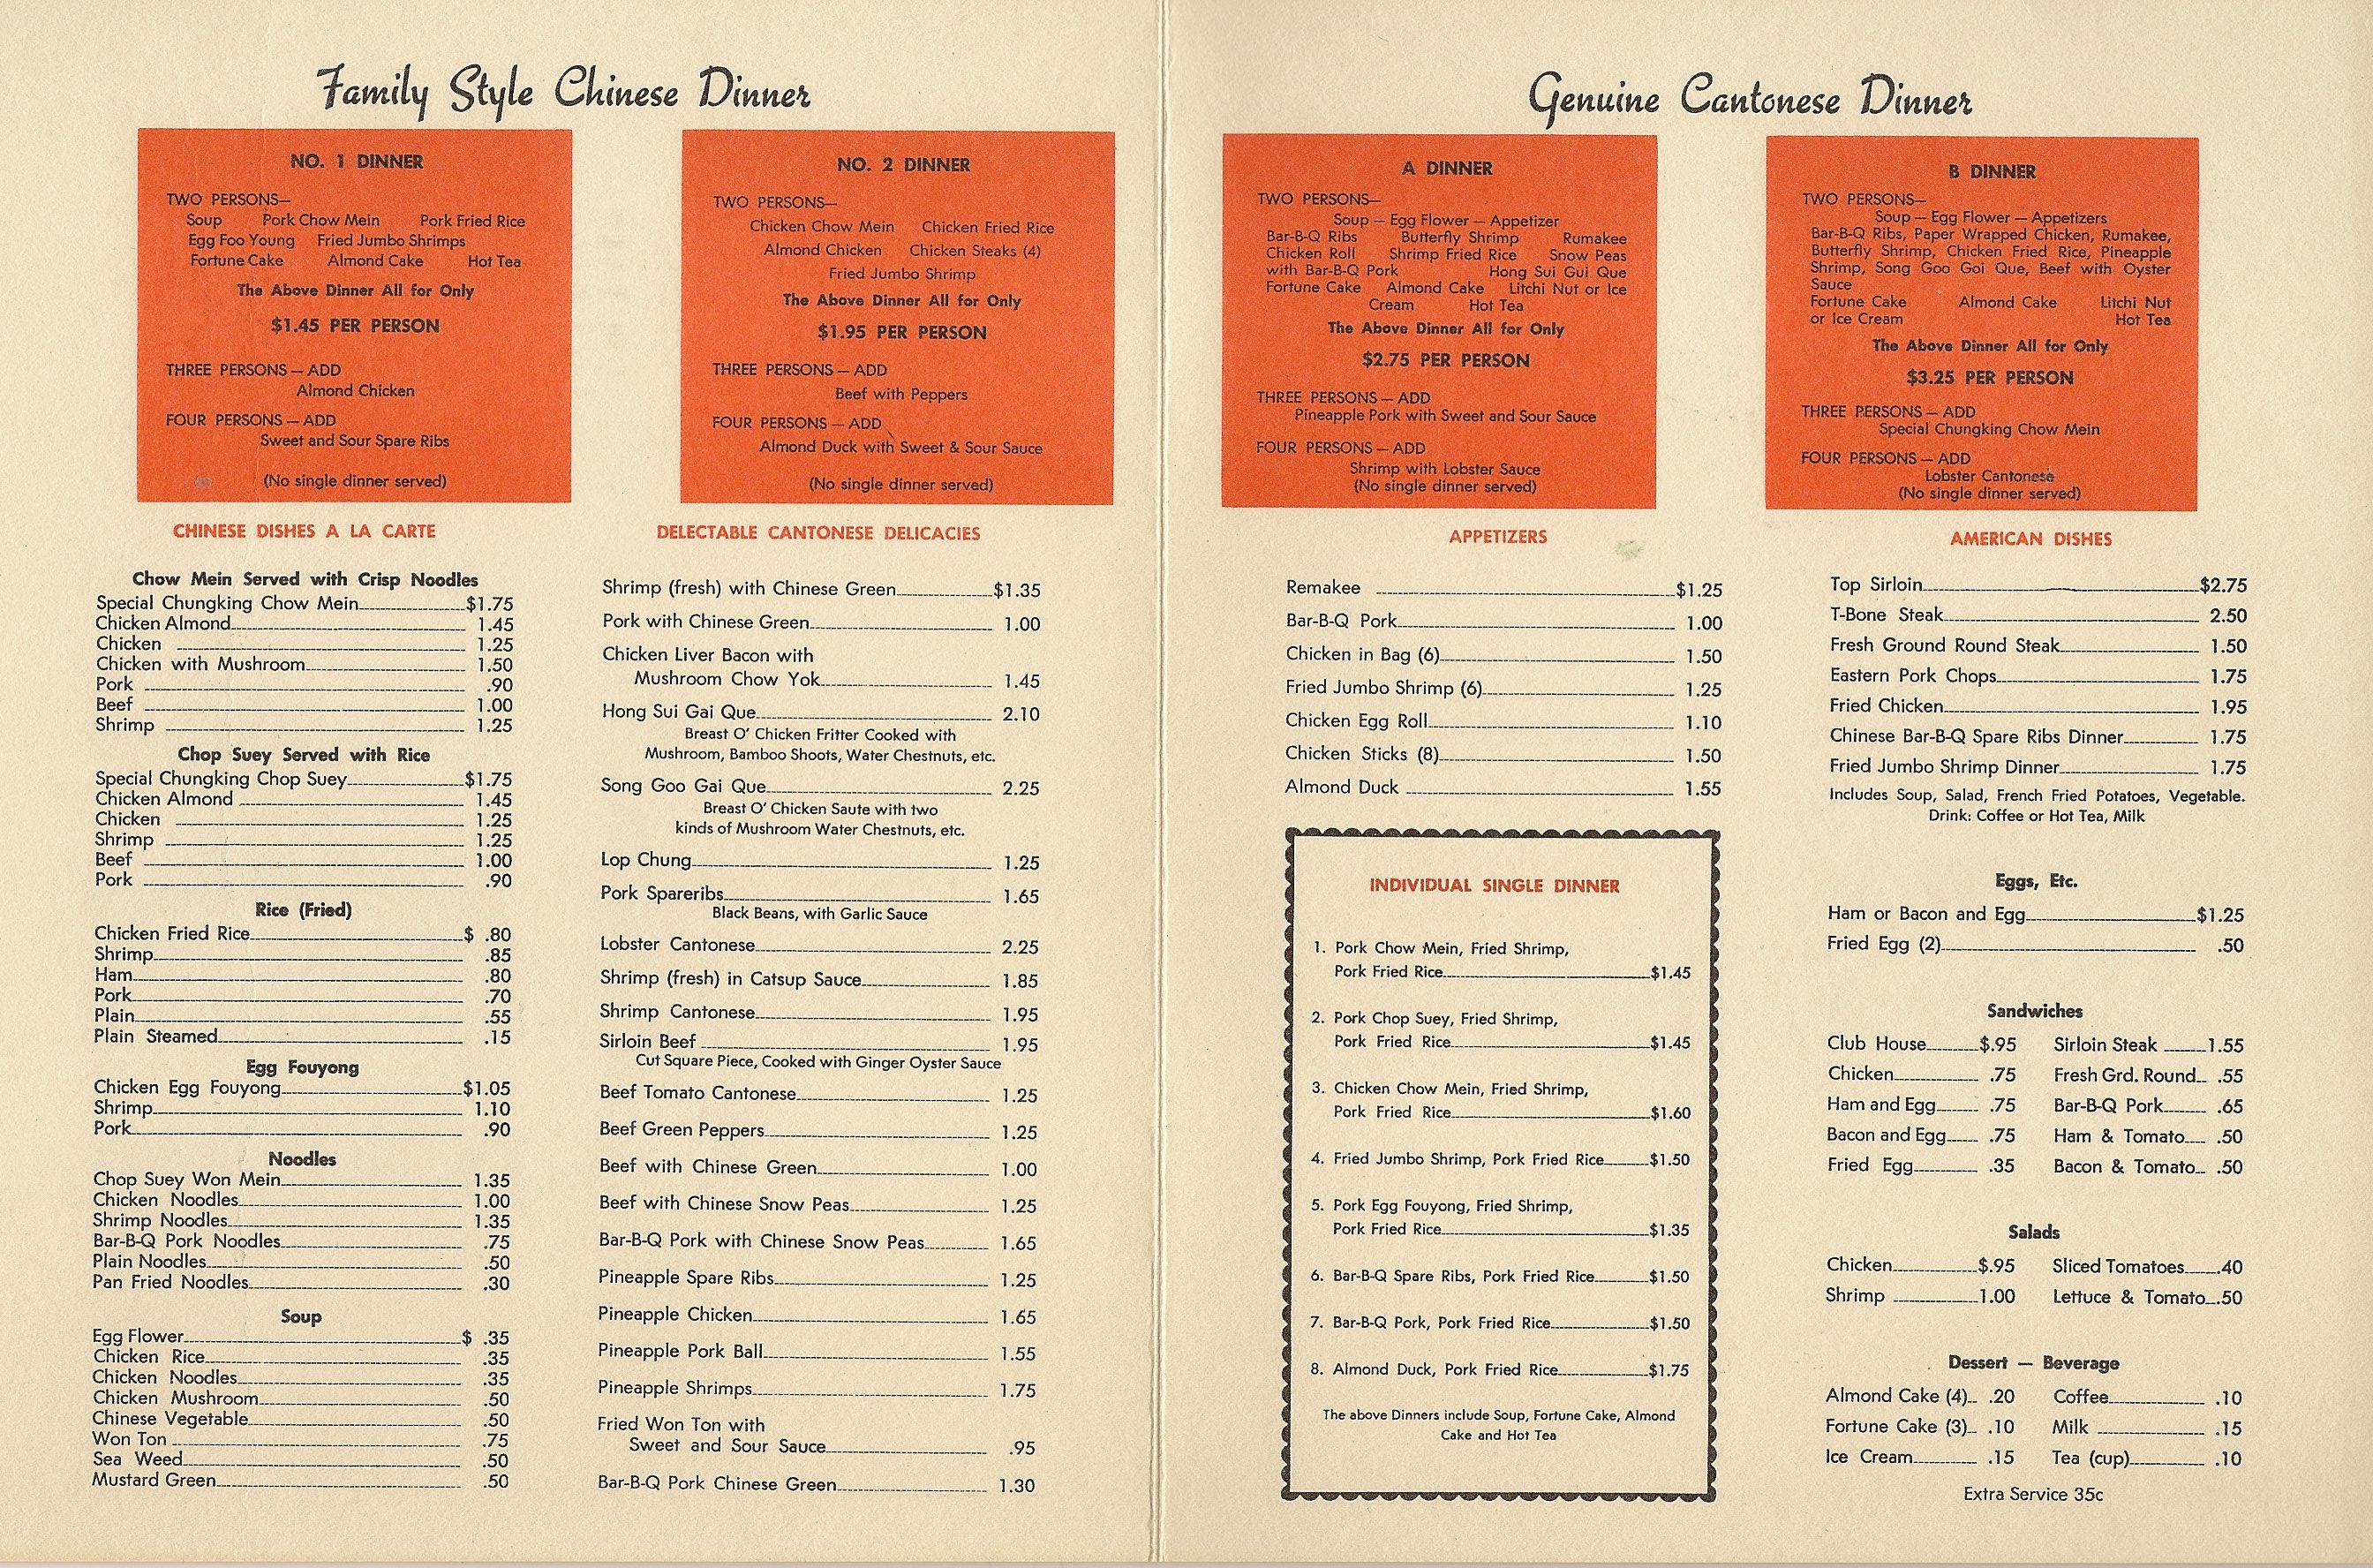 Family Style Chinese Dinner
NO. 1 DINNER
TWO PERSONS—
Soup Pork Chow Mein Pork Fried Rice
Egg Foo Young Fried Jumbo Shrimps
Fortune Cake Almond Cake Hot Tea
The Above Dinner All for Only
$1.45 PER PERSON
THREE PERSONS — ADD
Almond Chicken
FOUR PERSONS — ADD
Sweet and Sour Spare Ribs
(No single dinner served)
NO. 2 DINNER
TWO PERSONS—
Chicken Chow Mein Chicken Fried Rice
Almond Chicken Chicken Steaks (4)
Fried Jumbo Shrimp
The Above Dinner All for Only
$1.95 PER PERSON
THREE PERSONS — ADD
Beef with Peppers
FOUR PERSONS — ADD
Almond Duck with Sweet & Sour Sauce
(No single dinner served)
CHINESE DISHES A LA CARTE
Chow Mein Served with Crisp Noodles
Special Chungking Chow Mein $1.75
Chicken Almond 1.45
Chicken 1.25
Chicken with Mushroom 1.50
Pork .90
Beef 1.00
Shrimp 1.25
Chop Suey Served with Rice
Special Chungking Chop Suey $1.75
Chicken Almond 1.45
Chicken 1.25
Shrimp 1.25
Beef 1.00
Pork .90
Rice (Fried)
Chicken Fried Rice $ .80
Shrimp .85
Ham .80
Pork .70
Plain .55
Plain Steamed .15
Egg Fouyong
Chicken Egg Fouyong $1.05
Shrimp 1.10
Pork .90
Noodles
Chop Suey Won Mein 1.35
Chicken Noodles 1.00
Shrimp Noodles 1.35
Bar-B-Q Pork Noodles .75
Plain Noodles .50
Pan Fried Noodles .30
Soup
Egg Flower $ .35
Chicken Rice .35
Chicken Noodles .35
Chicken Mushroom .50
Chinese Vegetable .50
Won Ton .75
Sea Weed .50
Mustard Green .50
DELECTABLE CANTONESE DELICACIES
Shrimp (fresh) with Chinese Green $1.35
Pork with Chinese Green 1.00
Chicken Liver Bacon with
Mushroom Chow Yok 1.45
Hong Sui Gai Que 2.10
Breast O' Chicken Fritter Cooked with
Mushroom, Bamboo Shoots, Water Chestnuts, etc.
Song Goo Gai Que 2.25
Breast O' Chicken Saute with two
kinds of Mushroom Water Chestnuts, etc.
Lop Chung 1.25
Pork Spareribs 1.65
Black Beans, with Garlic Sauce
Lobster Cantonese 2.25
Shrimp (fresh) in Catsup Sauce 1.85
Shrimp Cantonese 1.95
Sirloin Beef 1.95
Cut Square Piece, Cooked with Ginger Oyster Sauce
Beef Tomato Cantonese 1.25
Beef Green Peppers 1.25
Beef with Chinese Green 1.00
Beef with Chinese Snow Peas 1.25
Bar-B-Q Pork with Chinese Snow Peas 1.65
Pineapple Spare Ribs 1.25
Pineapple Chicken 1.65
Pineapple Pork Ball 1.55
Pineapple Shrimps 1.75
Fried Won Ton with
Sweet and Sour Sauce .95
Bar-B-Q Pork Chinese Green 1.30
Genuine Cantonese Dinner
A DINNER
TWO PERSONS—
Soup — Egg Flower — Appetizer
Bar-B-Q Ribs Butterfly Shrimp Rumakee
Chicken Roll Shrimp Fried Rice Snow Peas
with Bar-B-Q Pork Hong Sui Gui Que
Fortune Cake Almond Cake Litchi Nut or Ice
Cream Hot Tea
The Above Dinner All for Only
$2.75 PER PERSON
THREE PERSONS — ADD
Pineapple Pork with Sweet and Sour Sauce
FOUR PERSONS — ADD
Shrimp with Lobster Sauce
(No single dinner served)
B DINNER
TWO PERSONS—
Soup — Egg Flower — Appetizers
Bar-B-Q Ribs, Paper Wrapped Chicken, Rumakee,
Butterfly Shrimp, Chicken Fried Rice, Pineapple
Shrimp, Song Goo Goi Que, Beef with Oyster
Sauce
Fortune Cake Almond Cake Litchi Nut
or Ice Cream Hot Tea
The Above Dinner All for Only
$3.25 PER PERSON
THREE PERSONS — ADD
Special Chungking Chow Mein
FOUR PERSONS — ADD
Lobster Cantonese
(No single dinner served)
APPETIZERS
Remakee $1.25
Bar-B-Q Pork 1.00
Chicken in Bag (6) 1.50
Fried Jumbo Shrimp (6) 1.25
Chicken Egg Roll 1.10
Chicken Sticks (8) 1.50
Almond Duck 1.55
INDIVIDUAL SINGLE DINNER
1. Pork Chow Mein, Fried Shrimp,
Pork Fried Rice $1.45
2. Pork Chop Suey, Fried Shrimp,
Pork Fried Rice $1.45
3. Chicken Chow Mein, Fried Shrimp,
Pork Fried Rice $1.60
4. Fried Jumbo Shrimp, Pork Fried Rice $1.50
5. Pork Egg Fouyong, Fried Shrimp,
Pork Fried Rice $1.35
6. Bar-B-Q Spare Ribs, Pork Fried Rice $1.50
7. Bar-B-Q Pork, Pork Fried Rice $1.50
8. Almond Duck, Pork Fried Rice $1.75
The above Dinners include Soup, Fortune Cake, Almond
Cake and Hot Tea
AMERICAN DISHES
Top Sirloin $2.75
T-Bone Steak 2.50
Fresh Ground Round Steak 1.50
Eastern Pork Chops 1.75
Fried Chicken 1.95
Chinese Bar-B-Q Spare Ribs Dinner 1.75
Fried Jumbo Shrimp Dinner 1.75
Includes Soup, Salad, French Fried Potatoes, Vegetable.
Drink: Coffee or Hot Tea, Milk
Eggs, Etc.
Ham or Bacon and Egg $1.25
Fried Egg (2) .50
Sandwiches
Club House $.95 Sirloin Steak 1.55
Chicken .75 Fresh Grd. Round .55
Ham and Egg .75 Bar-B-Q Pork .65
Bacon and Egg .75 Ham & Tomato .50
Fried Egg .35 Bacon & Tomato .50
Salads
Chicken $.95 Sliced Tomatoes .40
Shrimp 1.00 Lettuce & Tomato .50
Dessert — Beverage
Almond Cake (4) .20 Coffee .10
Fortune Cake (3) .10 Milk .15
Ice Cream .15 Tea (cup) .10
Extra Service 35c